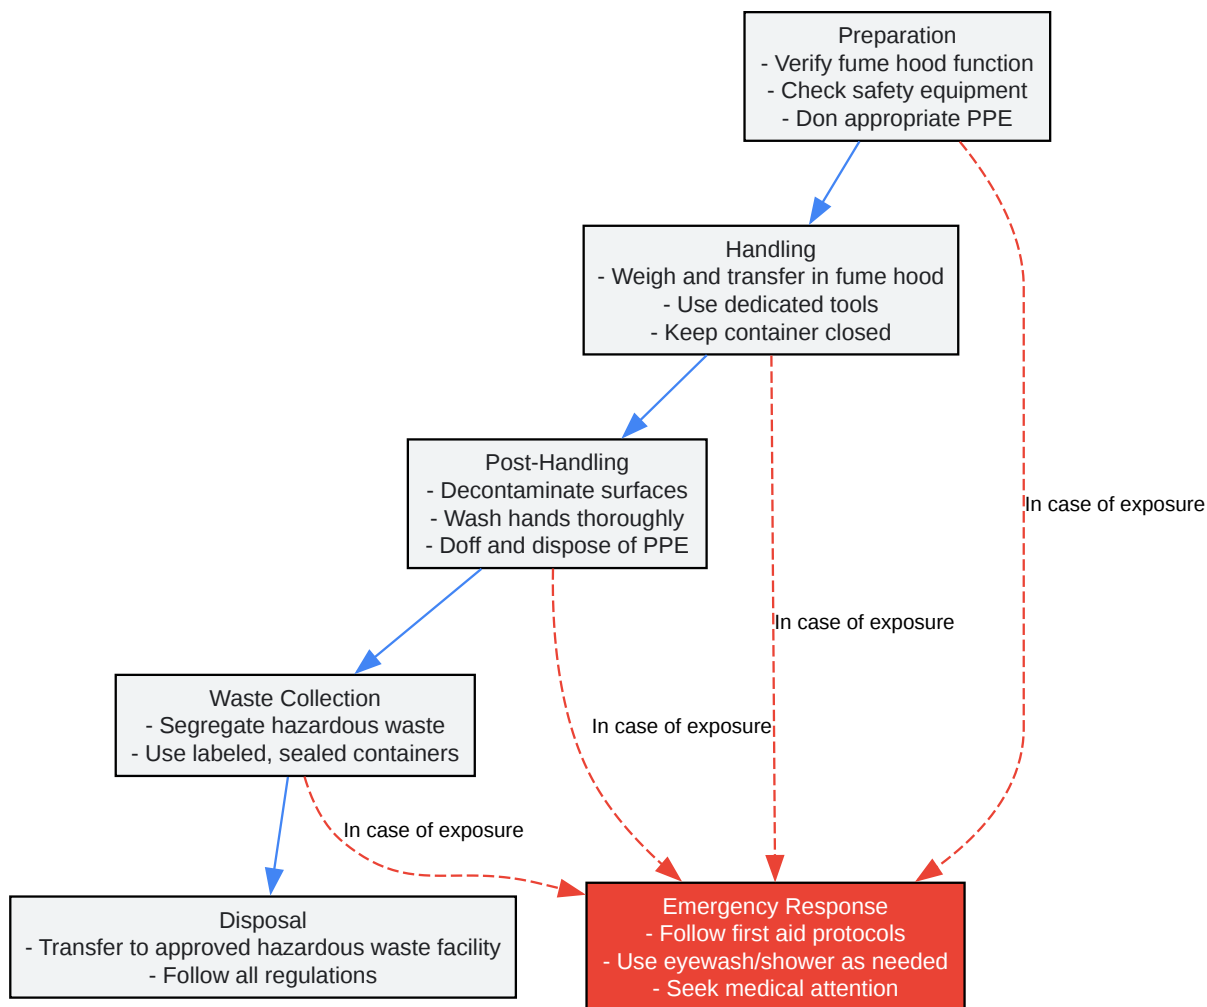 Preparation
- Verify fume hood function
- Check safety equipment
- Don appropriate PPE
Handling
- Weigh and transfer in fume hood
- Use dedicated tools
- Keep container closed
Post-Handling
- Decontaminate surfaces
- Wash hands thoroughly
- Doff and dispose of PPE
In case of exposure
In case of exposure
In case of exposure
Waste Collection
- Segregate hazardous waste
- Use labeled, sealed containers
In case of exposure
Disposal
- Transfer to approved hazardous waste facility
- Follow all regulations
Emergency Response
- Follow first aid protocols
- Use eyewash/shower as needed
- Seek medical attention